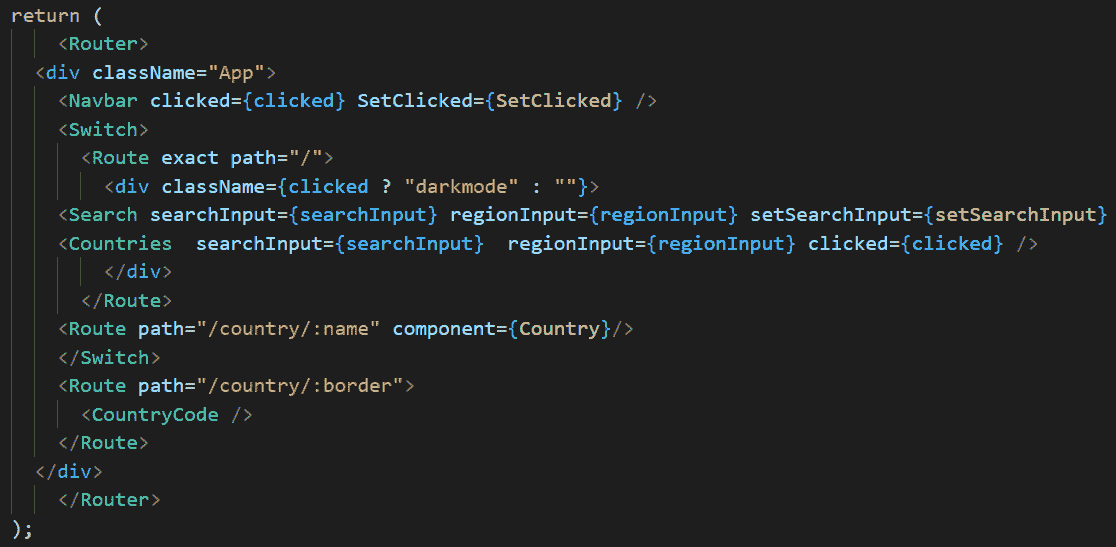 return (
<Router>
<div className="App">
<Navbar clicked={clicked} SetClicked={SetClicked} />
<Switch>
<Route exact path="/">
<div className={clicked ? "darkmode" : ""}>
<Search searchInput={searchInput} regionInput={regionInput} setSearchInput={setSearchInput}
<Countries  searchInput={searchInput}  regionInput={regionInput} clicked={clicked} />
</div>
</Route>
<Route path="/country/:name" component={Country}/>
</Switch>
<Route path="/country/:border">
<CountryCode />
</Route>
</div>
</Router>
);